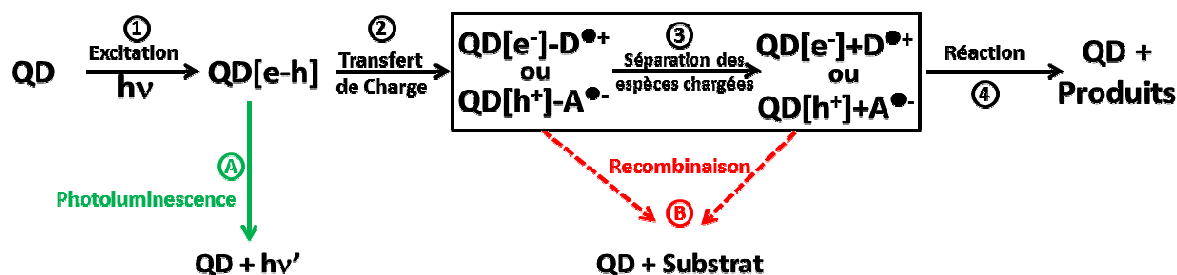 QD
①
Excitation
hν
QD[e-h]
②
Transfert
de Charge
QD[e⁻]-D●⁺
ou
QD[h⁺]-A●⁻
③
Séparation des
espèces chargées
QD[e⁻]+D●⁺
ou
QD[h⁺]+A●⁻
Réaction
④
QD +
Produits
Ⓐ
Photoluminescence
QD + hν'
Recombinaison
Ⓑ
QD + Substrat